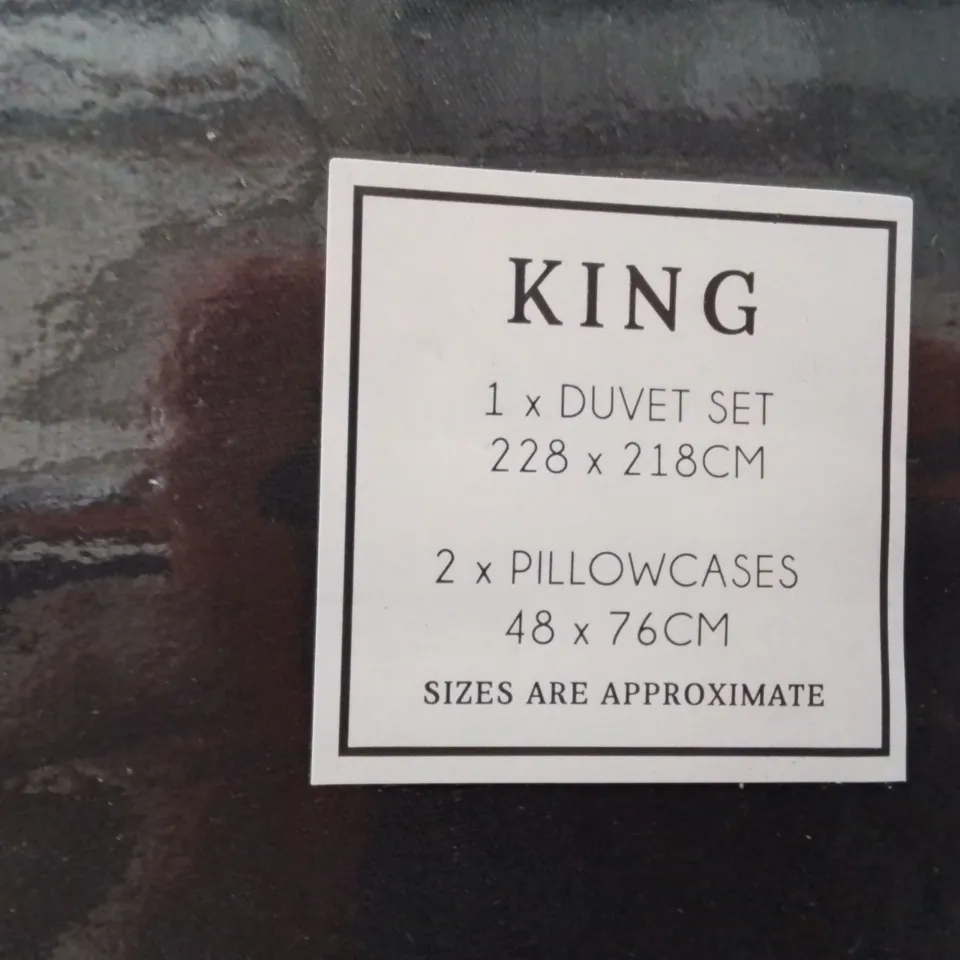 KING
1 x DUVET SET
228 x 218CM
2 x PILLOWCASES
48 x 76CM
SIZES ARE APPROXIMATE